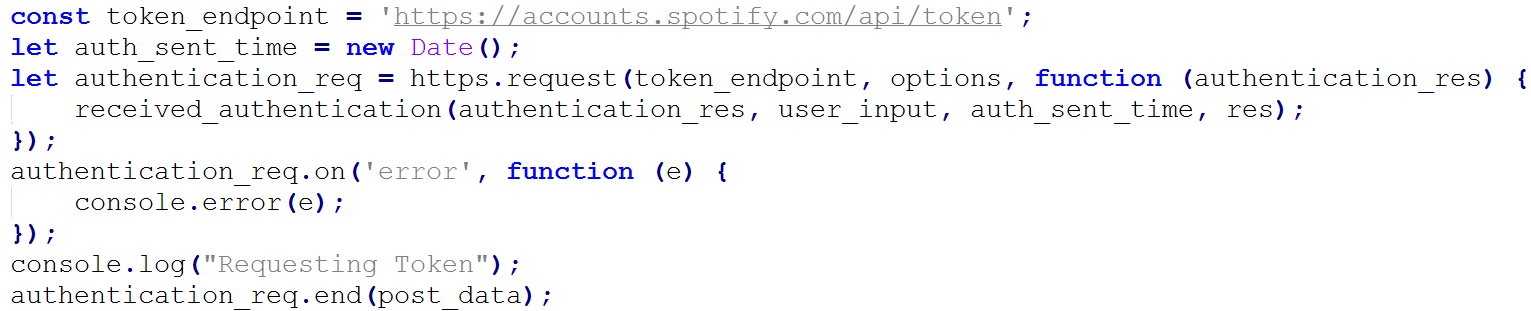 const token_endpoint = 'https://accounts.spotify.com/api/token';
let auth_sent_time = new Date();
let authentication_req = https.request(token_endpoint, options, function (authentication_res) {
    received_authentication(authentication_res, user_input, auth_sent_time, res);
});
authentication_req.on('error', function (e) {
    console.error(e);
});
console.log("Requesting Token");
authentication_req.end(post_data);